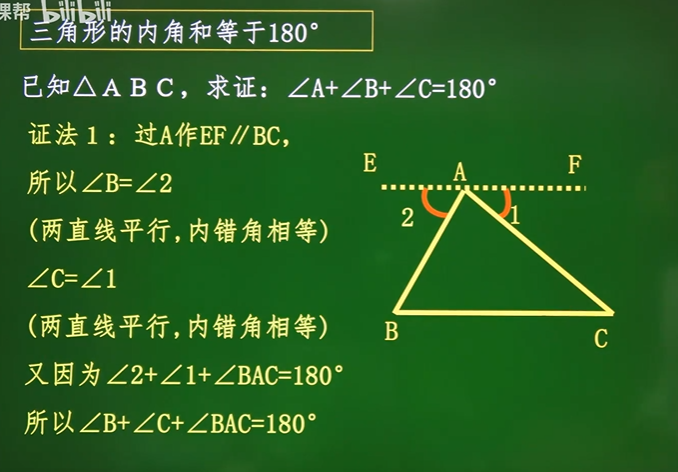 课帮 bilibili
三角形的内角和等于180°
已知△ABC，求证：∠A+∠B+∠C=180°
证法1：过A作EF∥BC，
所以∠B=∠2
(两直线平行,内错角相等)
∠C=∠1
(两直线平行,内错角相等)
又因为∠2+∠1+∠BAC=180°
所以∠B+∠C+∠BAC=180°
E A F
2 1
B C